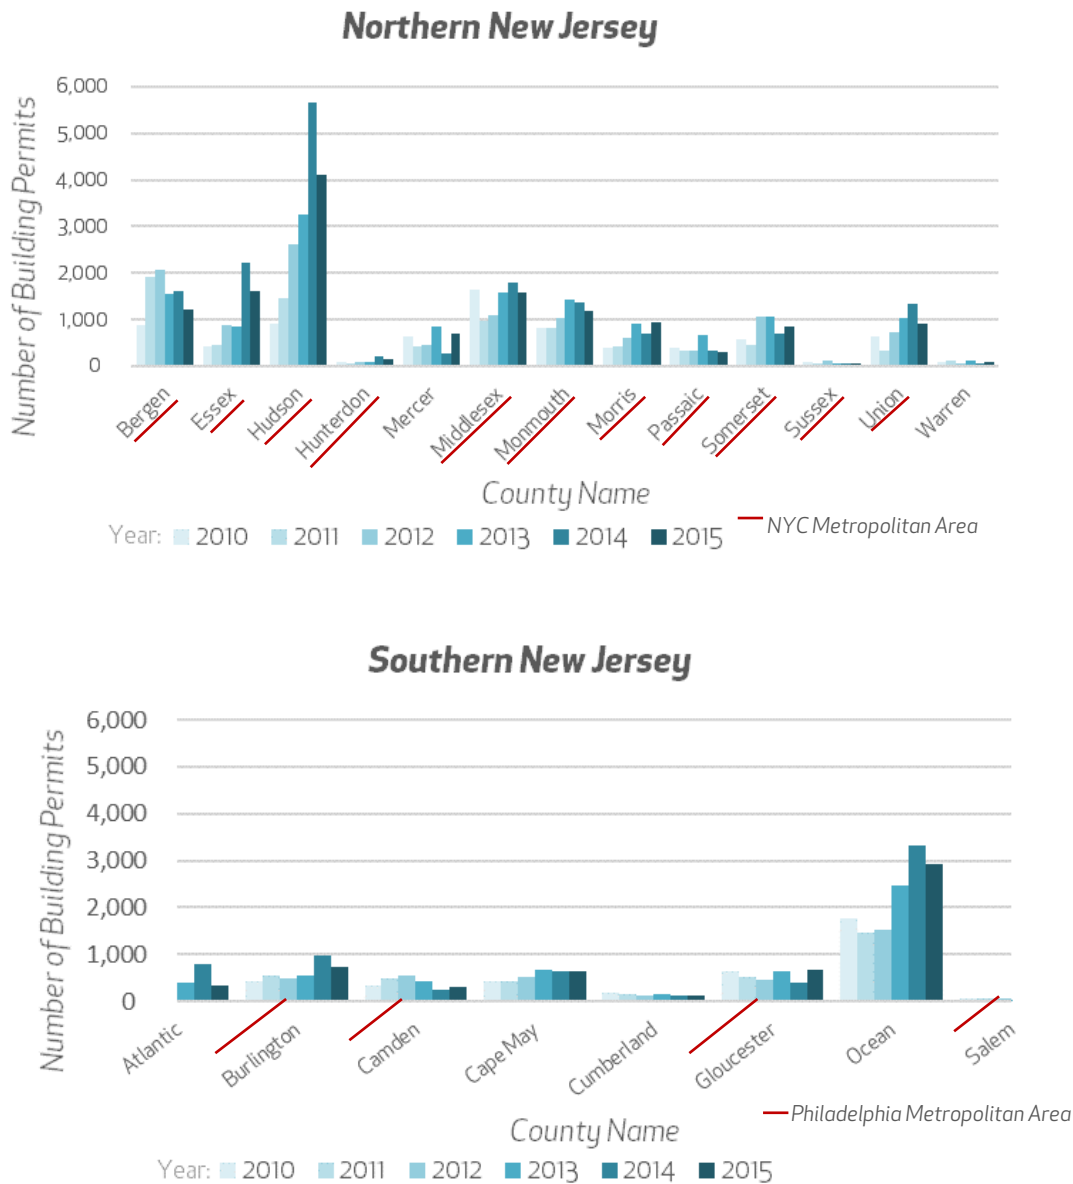 Northern New Jersey
Number of Building Permits
6,000
5,000
4,000
3,000
2,000
1,000
0
Bergen
Essex
Hudson
Hunterdon
Mercer
Middlesex
Monmouth
Morris
Passaic
Somerset
Sussex
Union
Warren
County Name
NYC Metropolitan Area
Year: 2010 2011 2012 2013 2014 2015
Southern New Jersey
Number of Building Permits
6,000
5,000
4,000
3,000
2,000
1,000
0
Atlantic
Burlington
Camden
Cape May
Cumberland
Gloucester
Ocean
Salem
Philadelphia Metropolitan Area
County Name
Year: 2010 2011 2012 2013 2014 2015